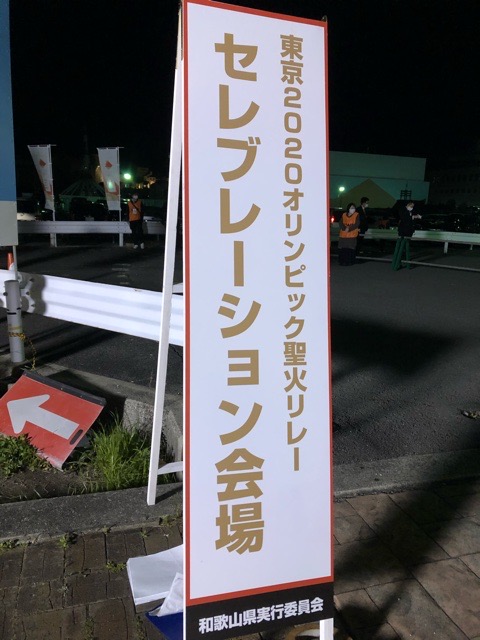 東京2020オリンピック聖火リレー
セレブレーション会場
和歌山県実行委員会